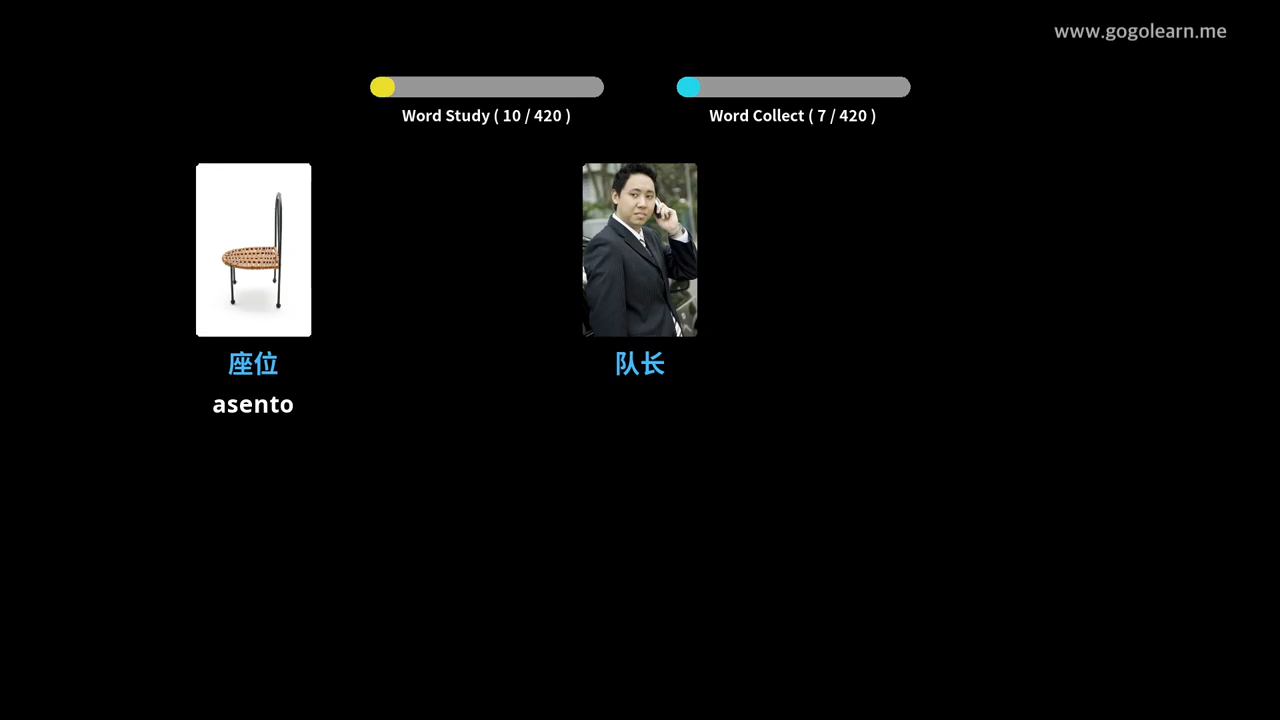 www.gogolearn.me
Word Study ( 10 / 420 )
Word Collect ( 7 / 420 )
座位
asento
队长